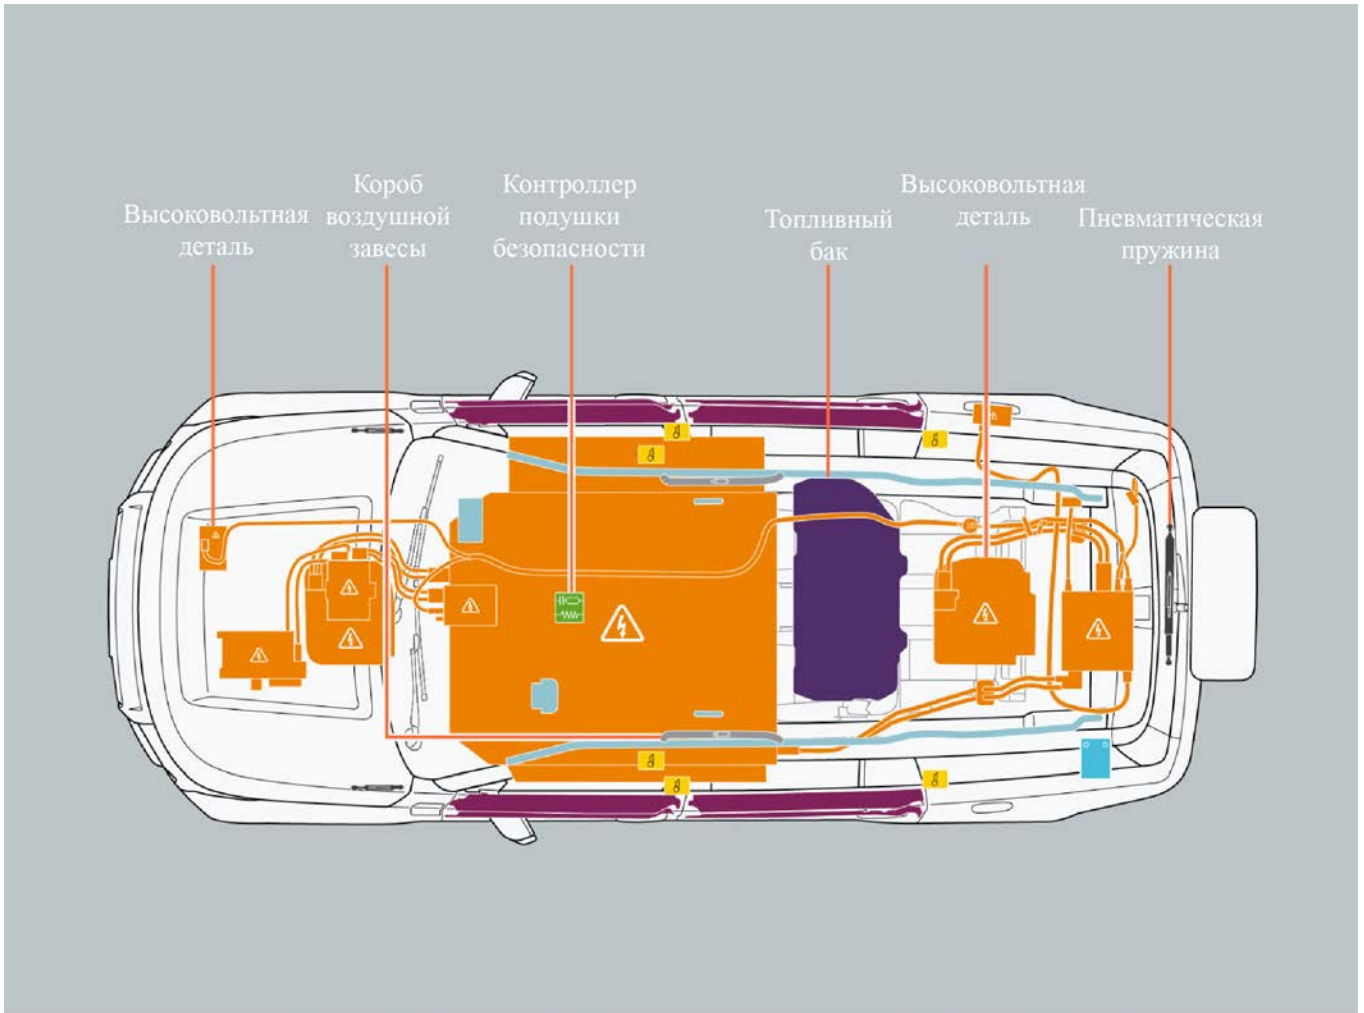 Высоковольтная
деталь
Короб
воздушной
завесы
Контроллер
подушки
безопасности
Топливный
бак
Высоковольтная
деталь
Пневматическая
пружина